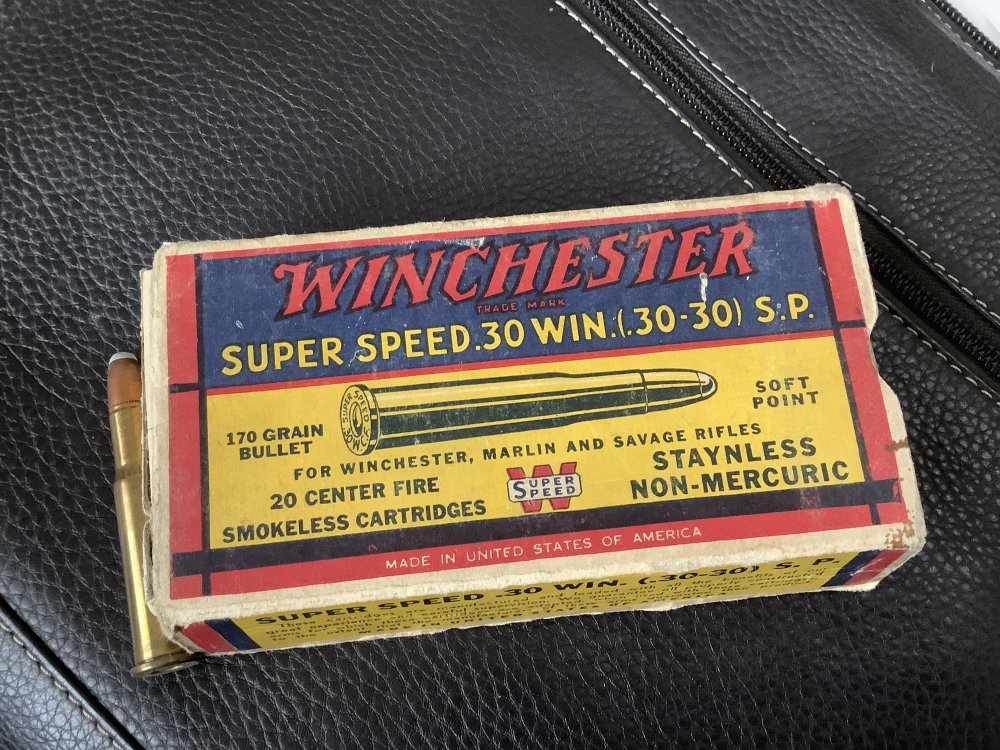 WINCHESTER
TRADE MARK
SUPER SPEED .30 WIN. (.30-30) S.P.
SUPER SPEED
170 GRAIN
BULLET
SOFT
POINT
FOR WINCHESTER, MARLIN AND SAVAGE RIFLES
20 CENTER FIRE
SMOKELESS CARTRIDGES
W
SUPER
SPEED
STAYNLESS
NON-MERCURIC
MADE IN UNITED STATES OF AMERICA
SUPER SPEED .30 WIN. (.30-30) S. P.